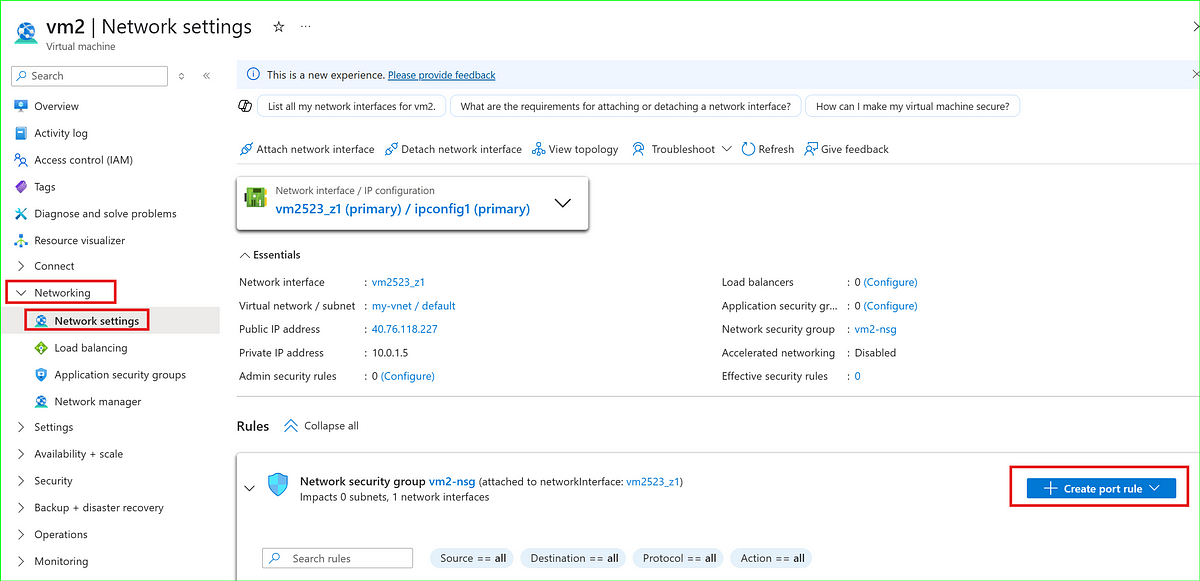 vm2 | Network settings
Virtual machine
Search
This is a new experience. Please provide feedback
List all my network interfaces for vm2.
What are the requirements for attaching or detaching a network interface?
How can I make my virtual machine secure?
Attach network interface
Detach network interface
View topology
Troubleshoot
Refresh
Give feedback
Overview
Activity log
Access control (IAM)
Tags
Diagnose and solve problems
Resource visualizer
Connect
Networking
Network settings
Load balancing
Application security groups
Network manager
Settings
Availability + scale
Security
Backup + disaster recovery
Operations
Monitoring
Network interface / IP configuration
vm2523_z1 (primary) / ipconfig1 (primary)
Essentials
Network interface : vm2523_z1
Virtual network / subnet : my-vnet / default
Public IP address : 40.76.118.227
Private IP address : 10.0.1.5
Admin security rules : 0 (Configure)
Load balancers : 0 (Configure)
Application security gr... : 0 (Configure)
Network security group : vm2-nsg
Accelerated networking : Disabled
Effective security rules : 0
Rules
Collapse all
Network security group vm2-nsg (attached to networkInterface: vm2523_z1)
Impacts 0 subnets, 1 network interfaces
Create port rule
Search rules
Source == all
Destination == all
Protocol == all
Action == all